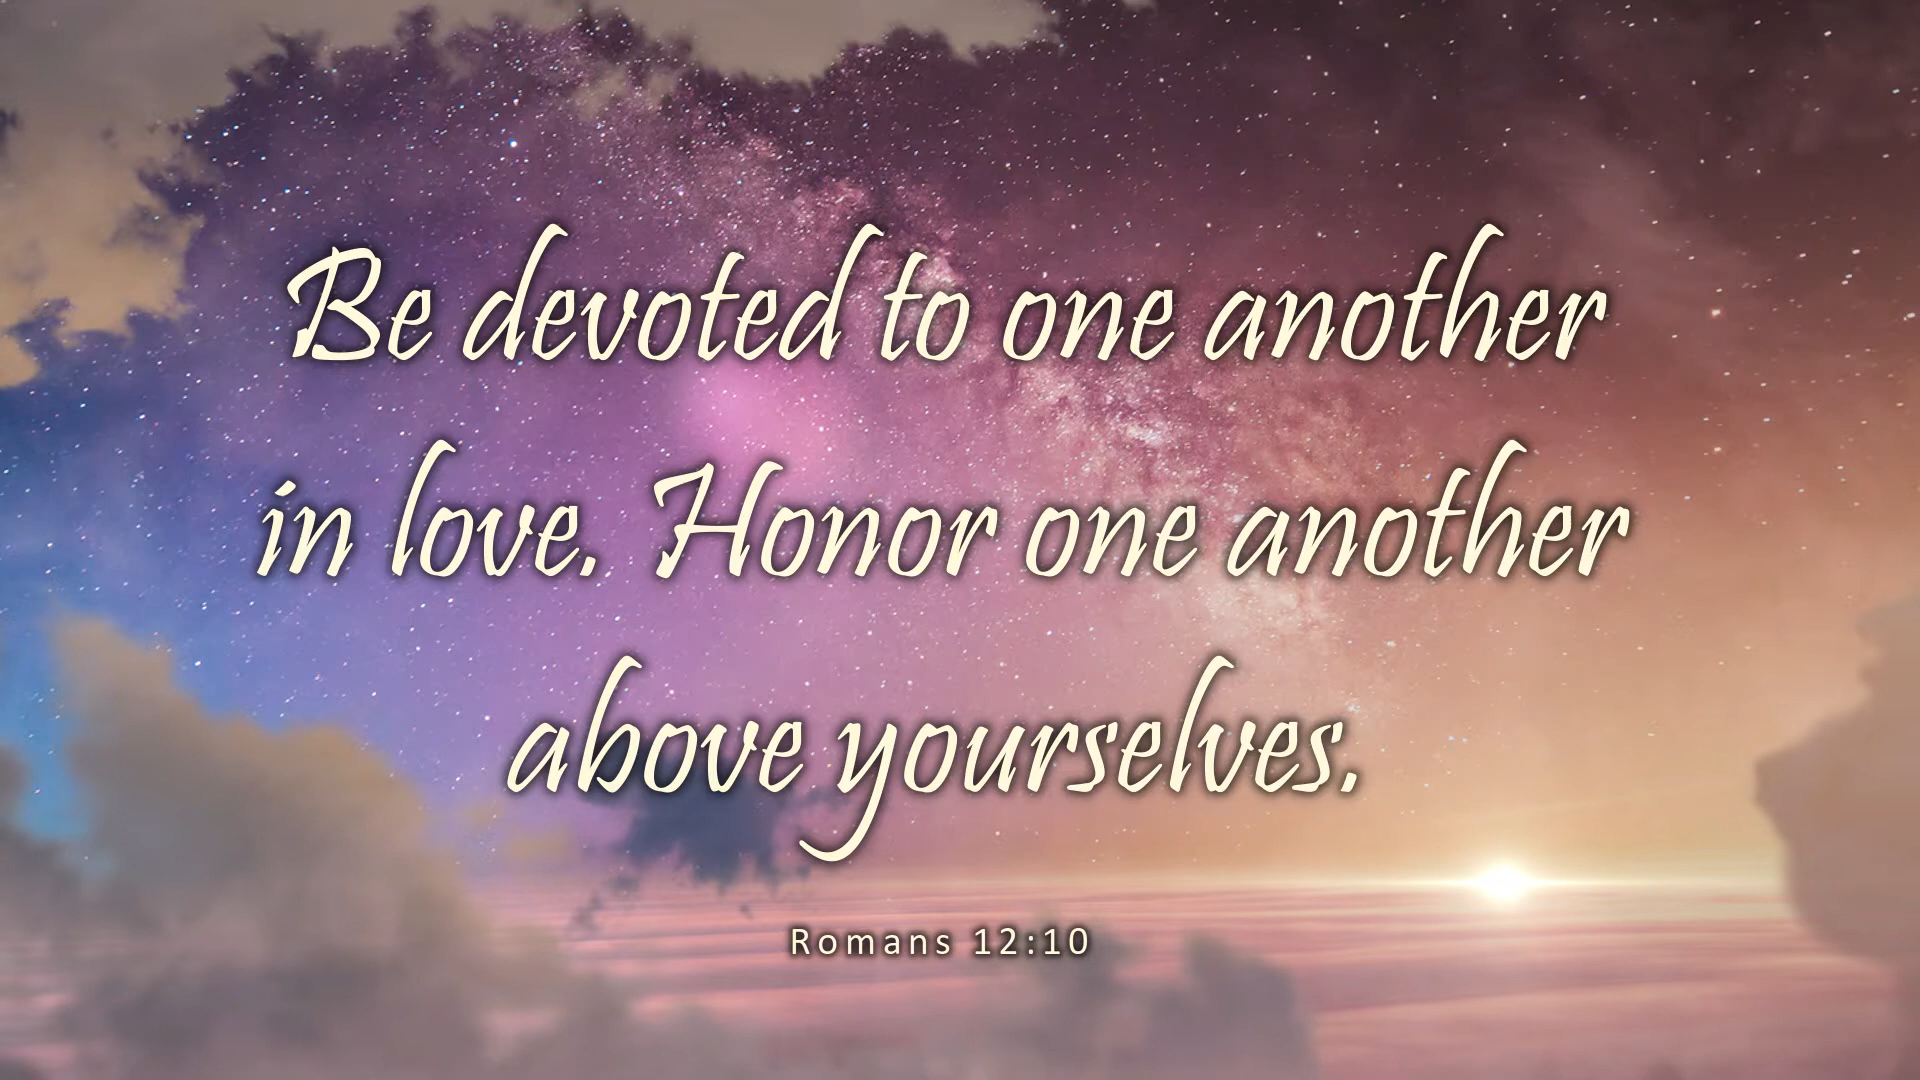 Be devoted to one another
in love. Honor one another
above yourselves.
Romans 12:10